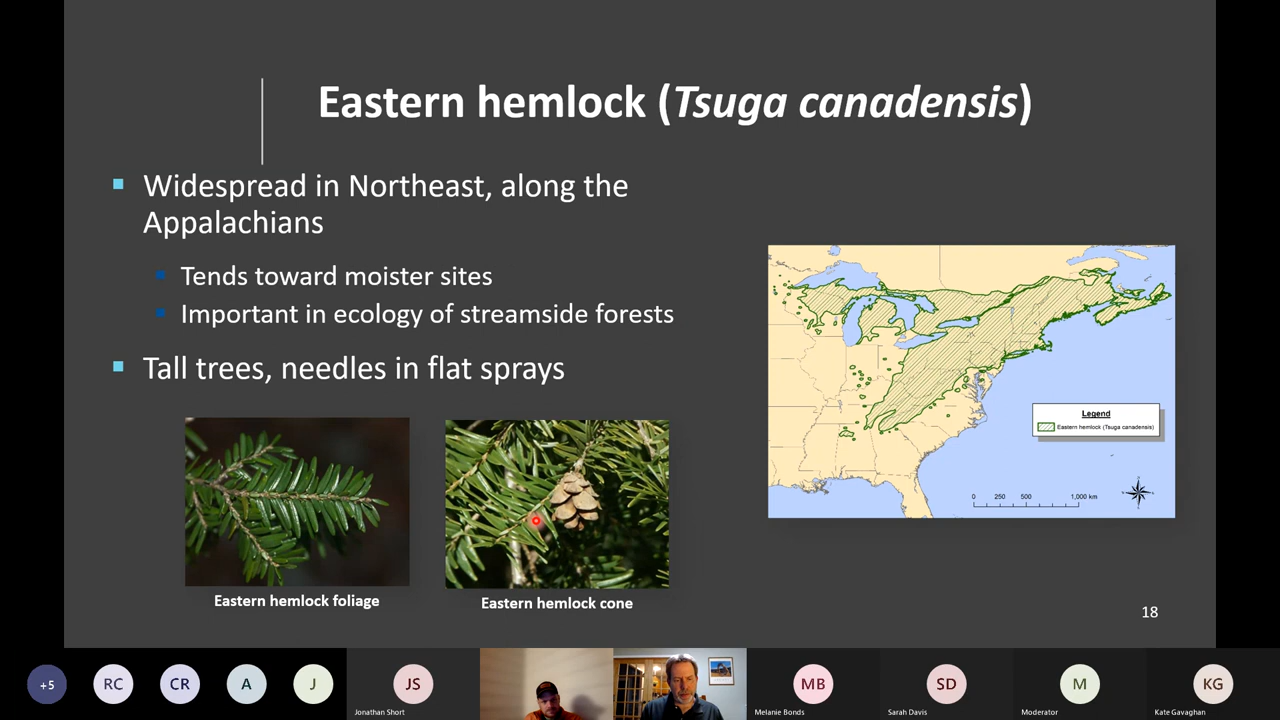 Eastern hemlock (Tsuga canadensis)
Widespread in Northeast, along the
Appalachians
Tends toward moister sites
Important in ecology of streamside forests
Tall trees, needles in flat sprays
Legend
Eastern hemlock (Tsuga canadensis)
0 250 500 1,000 km
Eastern hemlock foliage
Eastern hemlock cone
18
+5
RC
CR
A
J
JS
MB
SD
M
KG
Jonathan Short
Melanie Bonds
Sarah Davis
Moderator
Kate Gavaghan